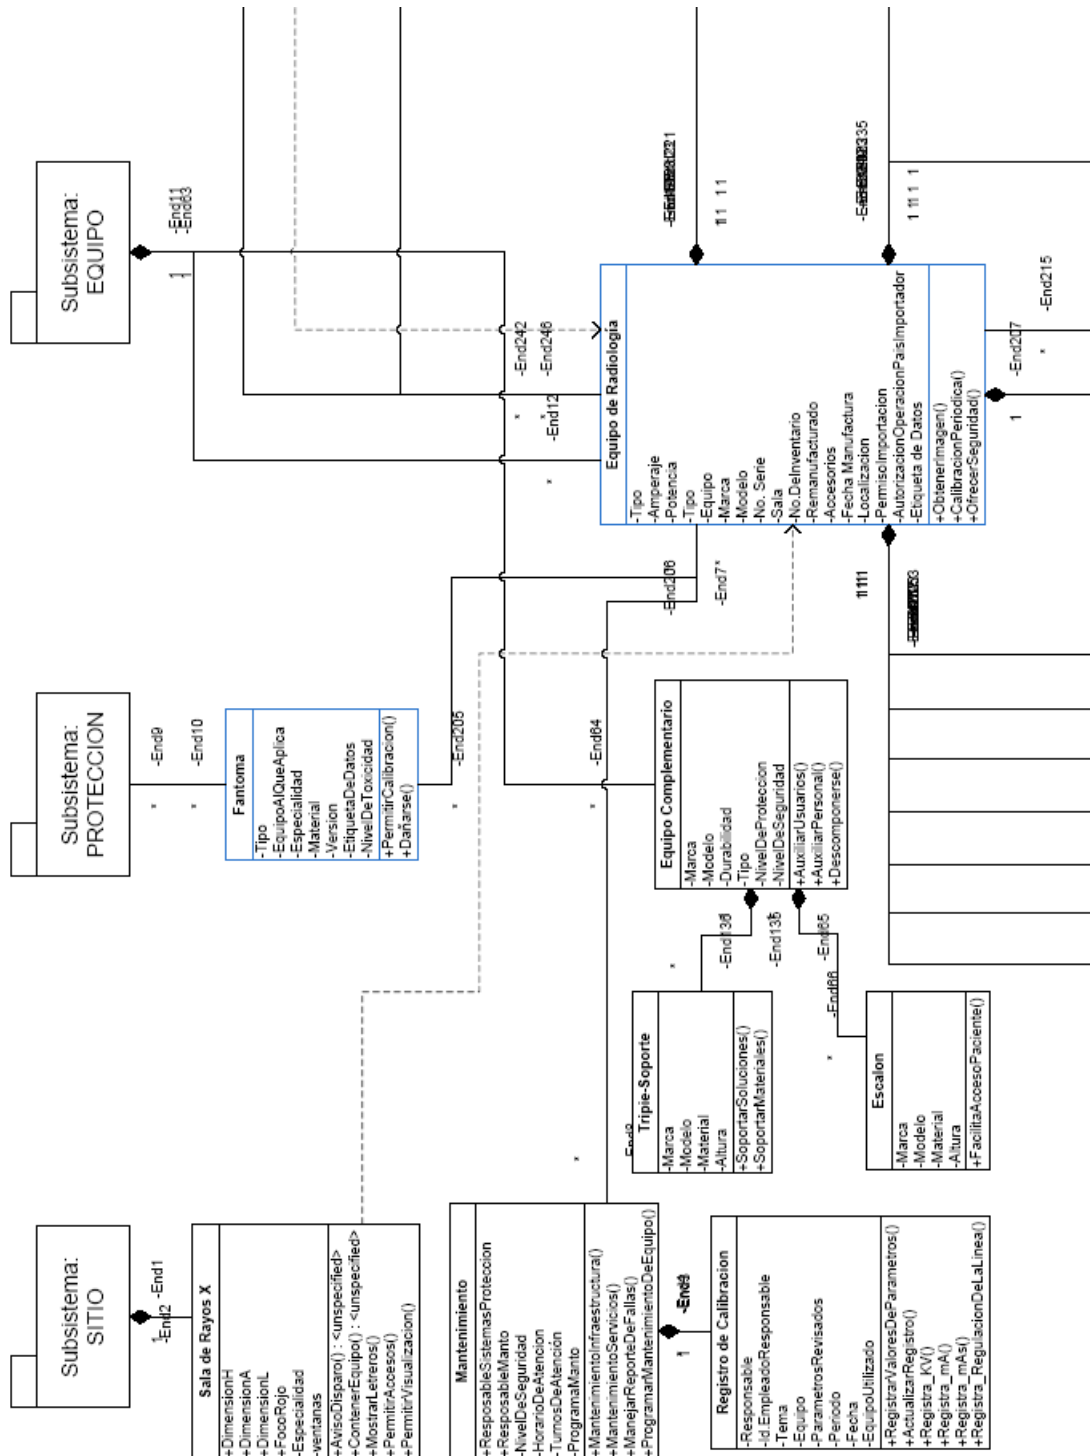 Subsistema:
EQUIPO
-End11
-End63
1
Subsistema:
PROTECCION
-End9
*
-End10
*
Subsistema:
SITIO
-End1
1
-End2
Fantoma
-Tipo
-EquipoAlQueAplica
-Especialidad
-Material
-Version
-EtiquetaDeDatos
-NivelDeToxicidad
+PermitirCalibracion()
+Dañarse()
-End205
*
Sala de Rayos X
+DimensionH
+DimensionA
+DimensionL
+FocoRojo
-Especialidad
-ventanas
+AvisoDisparo() : <unspecified>
+ContenerEquipo() : <unspecified>
+MostrarLetreros()
+PermitirAccesos()
+PermitirVisualizacion()
-End242
*
-End246
*
-End12
*
Equipo de Radiología
-Tipo
-Amperaje
-Potencia
-Tipo
-Equipo
-Marca
-Modelo
-No. Serie
-Sala
-No.DeInventario
-Remanufacturado
-Accesorios
-Fecha Manufactura
-Localizacion
-PermisoImportacion
-AutorizacionOperacionPaisImportador
-Etiqueta de Datos
+ObtenerImagen()
+CalibracionPeriodica()
+OfrecerSeguridad()
-End206
-End7
*
-End207
1
-End215
*
-End64
*
Equipo Complementario
-Marca
-Modelo
-Durabilidad
-Tipo
-NivelDeProteccion
-NivelDeSeguridad
+AuxiliarUsuarios()
+AuxiliarPersonal()
+Descomponerse()
-End136
*
-End135
-End65
-End66
*
Tripie-Soporte
-Marca
-Modelo
-Material
-Altura
+SoportarSoluciones()
+SoportarMateriales()
Escalon
-Marca
-Modelo
-Material
-Altura
+FacilitaAccesoPaciente()
*
Mantenimiento
+ResposableSistemasProteccion
+ResposableManto
-NivelDeSeguridad
-HorarioDeAtencion
-TurnosDeAtención
-ProgramaManto
+MantenimientoInfraestructura()
+MantenimientoServicios()
+ManejarReporteDeFallas()
+ProgramarMantenimientoDeEquipo()
1
Registro de Calibracion
-Responsable
-Id.EmpleadoResponsable
-Tema
-Equipo
-ParametrosRevisados
-Periodo
-Fecha
-EquipoUtilizado
+RegistrarValoresDeParametros()
+ActualizarRegistro()
+Registra_KV()
+Registra_mA()
+Registra_mAs()
+Registra_RegulacionDeLaLinea()